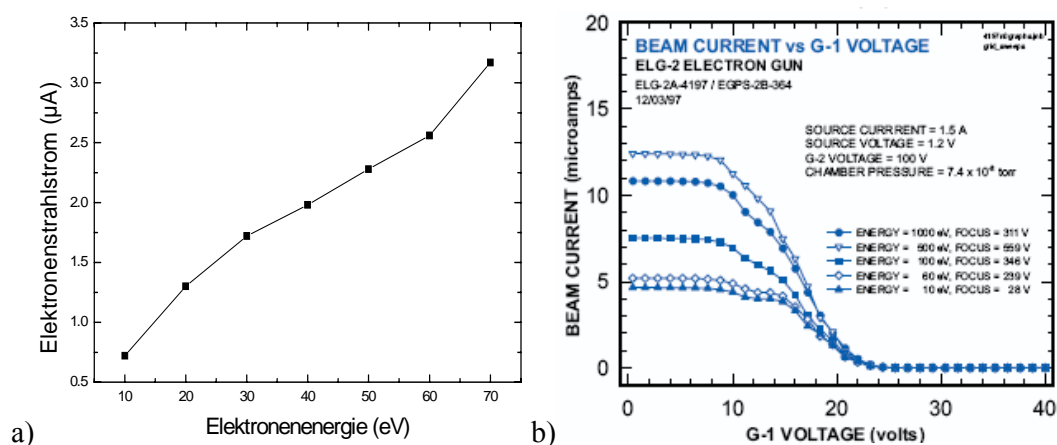 a)
Elektronenstrahlstrom (µA)
3.5
3.0
2.5
2.0
1.5
1.0
0.5
10 20 30 40 50 60 70
Elektronenenergie (eV)
b)
BEAM CURRENT (microamps)
20
15
10
5
0
BEAM CURRENT vs G-1 VOLTAGE
ELG-2 ELECTRON GUN
ELG-2A-4197 / EGPS-2B-364
12/03/97
SOURCE CURRRENT = 1.5 A
SOURCE VOLTAGE = 1.2 V
G-2 VOLTAGE = 100 V
CHAMBER PRESSURE = 7.4 x 10 torr
ENERGY = 1000 eV, FOCUS = 311 V
ENERGY = 500 eV, FOCUS = 559 V
ENERGY = 100 eV, FOCUS = 346 V
ENERGY = 60 eV, FOCUS = 239 V
ENERGY = 10 eV, FOCUS = 28 V
0 10 20 30 40
G-1 VOLTAGE (volts)